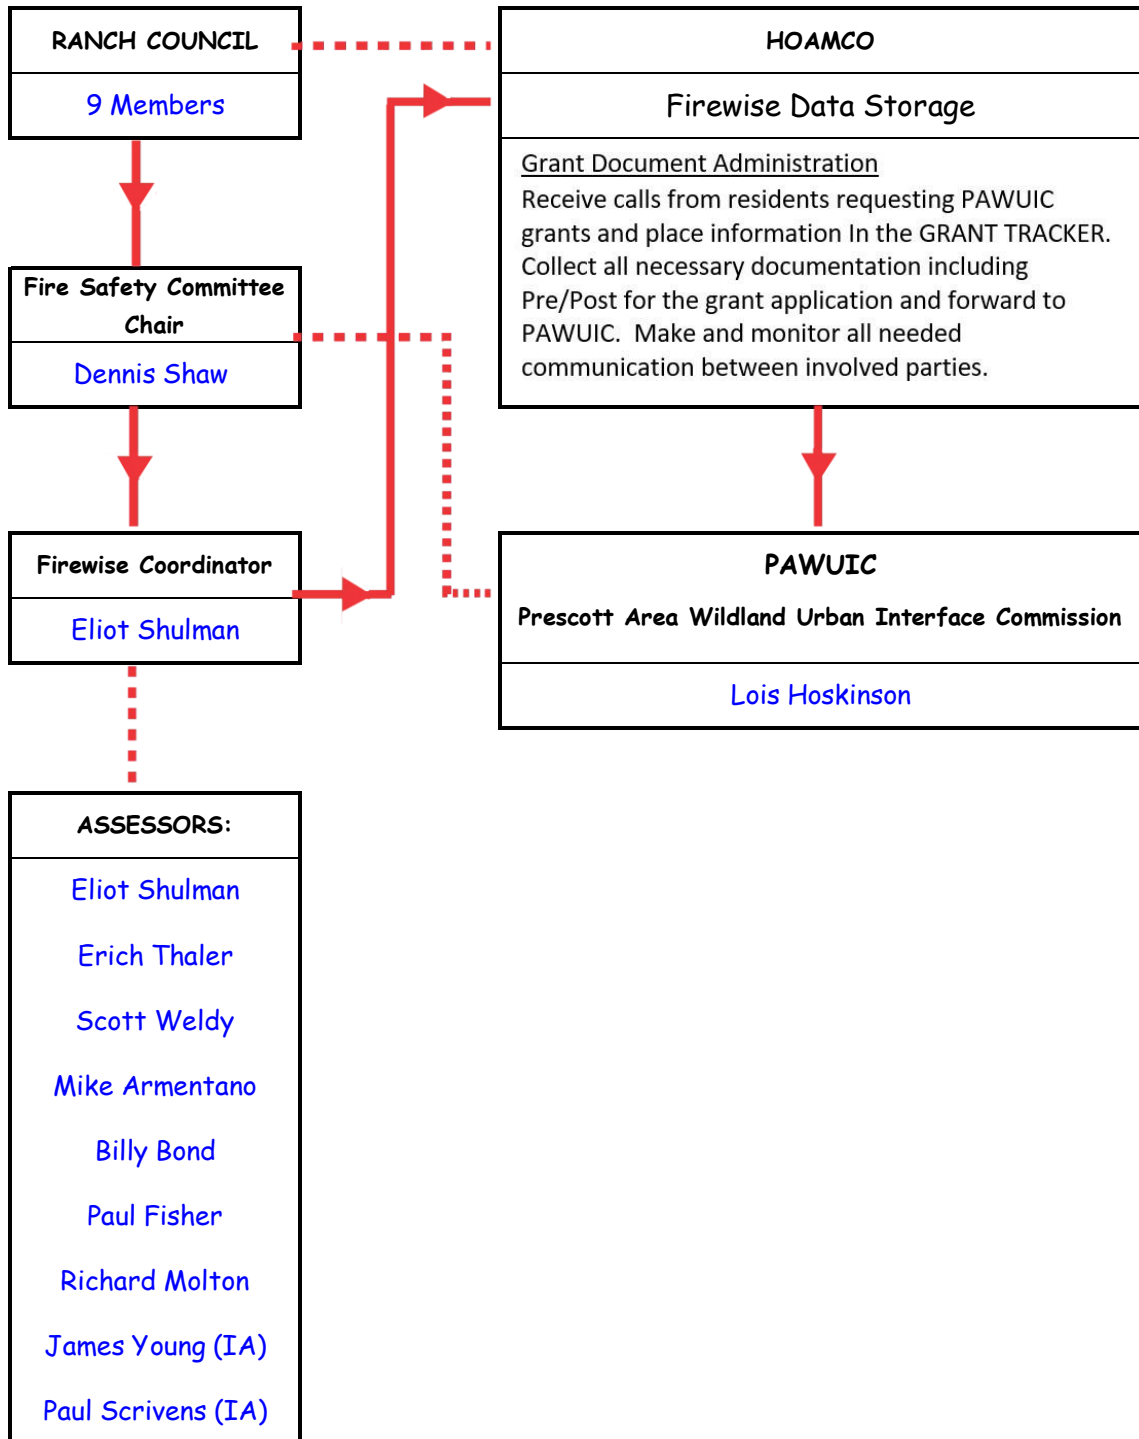 RANCH COUNCIL
9 Members
Fire Safety Committee
Chair
Dennis Shaw
Firewise Coordinator
Eliot Shulman
ASSESSORS:
Eliot Shulman
Erich Thaler
Scott Weldy
Mike Armentano
Billy Bond
Paul Fisher
Richard Molton
James Young (IA)
Paul Scrivens (IA)
HOAMCO
Firewise Data Storage
Grant Document Administration
Receive calls from residents requesting PAWUIC
grants and place information In the GRANT TRACKER.
Collect all necessary documentation including
Pre/Post for the grant application and forward to
PAWUIC. Make and monitor all needed
communication between involved parties.
PAWUIC
Prescott Area Wildland Urban Interface Commission
Lois Hoskinson